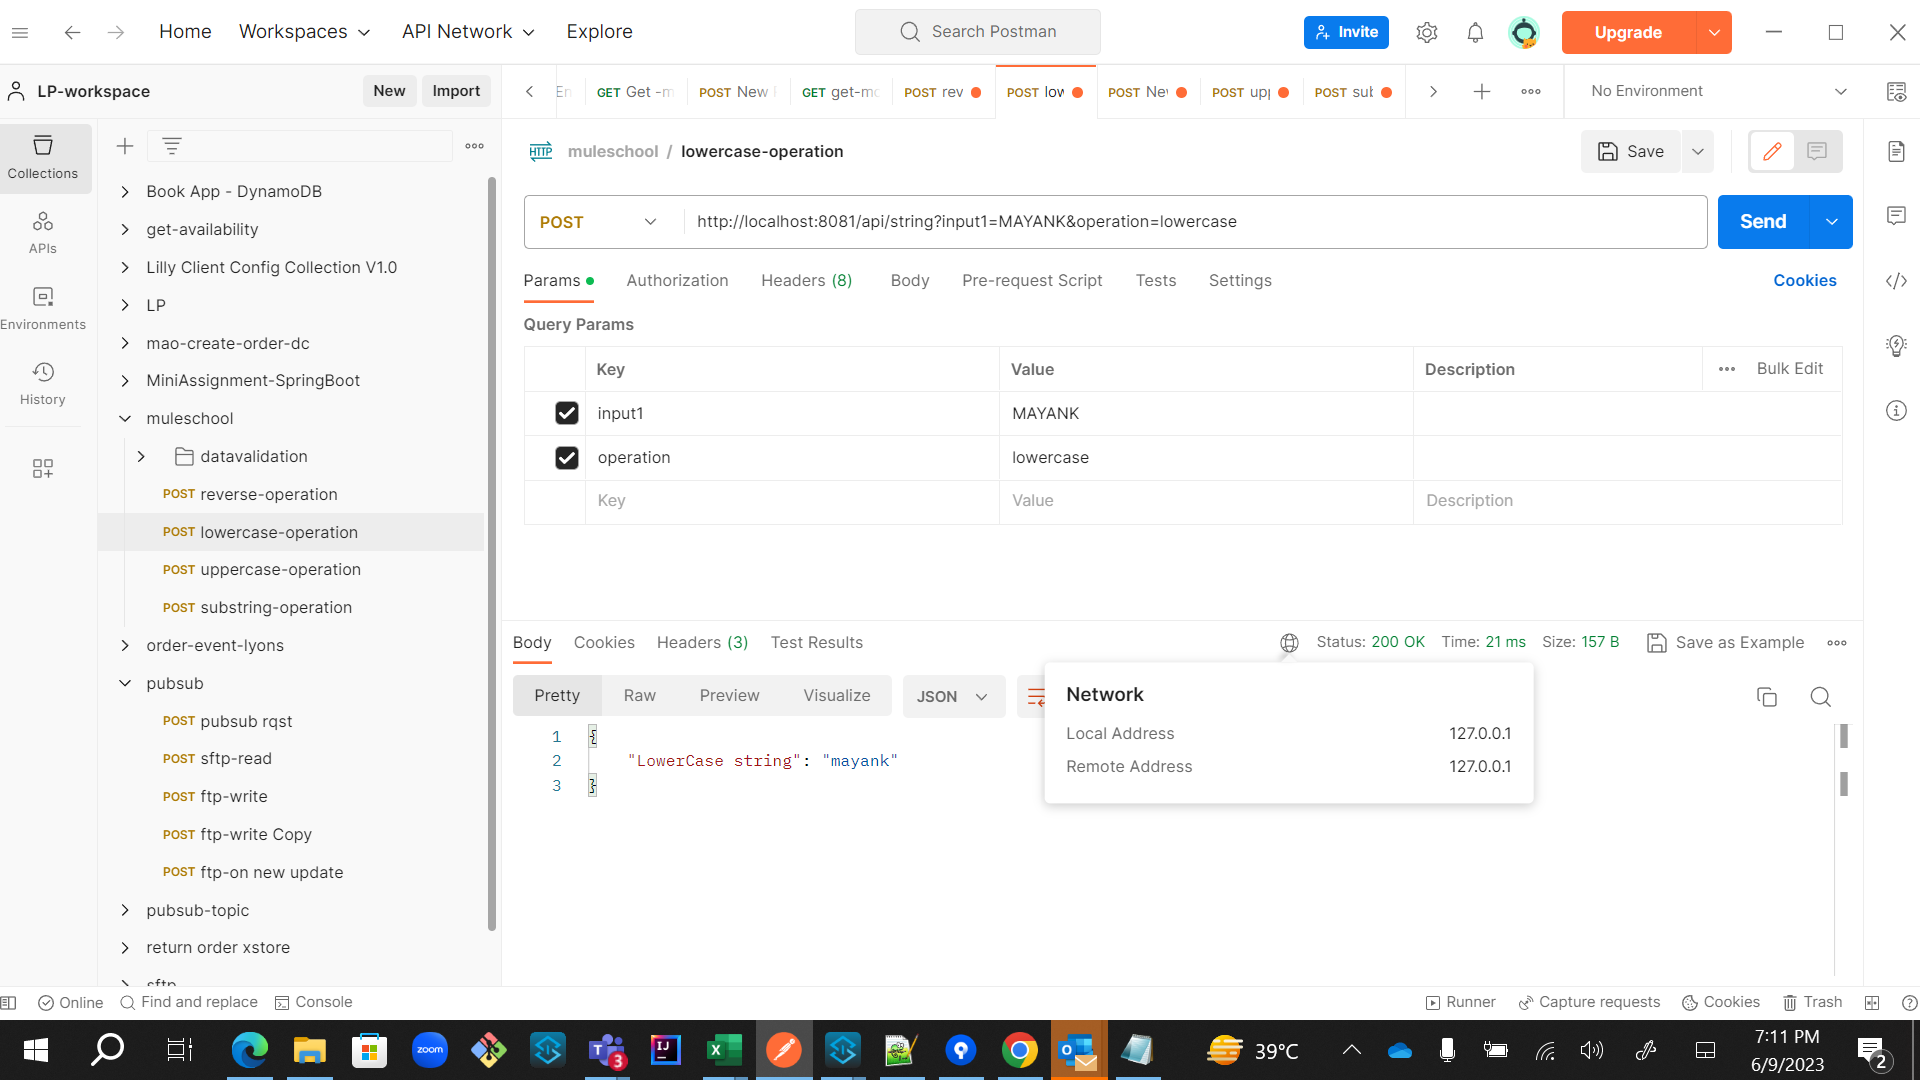 Home
Workspaces
API Network
Explore
Search Postman
Invite
Upgrade
LP-workspace
New
Import
GET Get -m
POST New
GET get-mo
POST rev
POST low
POST Ne
POST upp
POST sub
No Environment
Collections
APIs
Environments
History
Book App - DynamoDB
get-availability
Lilly Client Config Collection V1.0
LP
mao-create-order-dc
MiniAssignment-SpringBoot
muleschool
datavalidation
POST reverse-operation
POST lowercase-operation
POST uppercase-operation
POST substring-operation
order-event-lyons
pubsub
POST pubsub rqst
POST sftp-read
POST ftp-write
POST ftp-write Copy
POST ftp-on new update
pubsub-topic
return order xstore
sftp
HTTP muleschool / lowercase-operation
Save
POST
http://localhost:8081/api/string?input1=MAYANK&operation=lowercase
Send
Params
Authorization
Headers (8)
Body
Pre-request Script
Tests
Settings
Cookies
Query Params
Key Value Description Bulk Edit
input1 MAYANK
operation lowercase
Key Value Description
Body
Cookies
Headers (3)
Test Results
Status: 200 OK Time: 21 ms Size: 157 B
Save as Example
Pretty
Raw
Preview
Visualize
JSON
1 {
2 "LowerCase string": "mayank"
3 }
Network
Local Address 127.0.0.1
Remote Address 127.0.0.1
Online
Find and replace
Console
Runner
Capture requests
Cookies
Trash
zoom
3
39°C
7:11 PM
6/9/2023
2